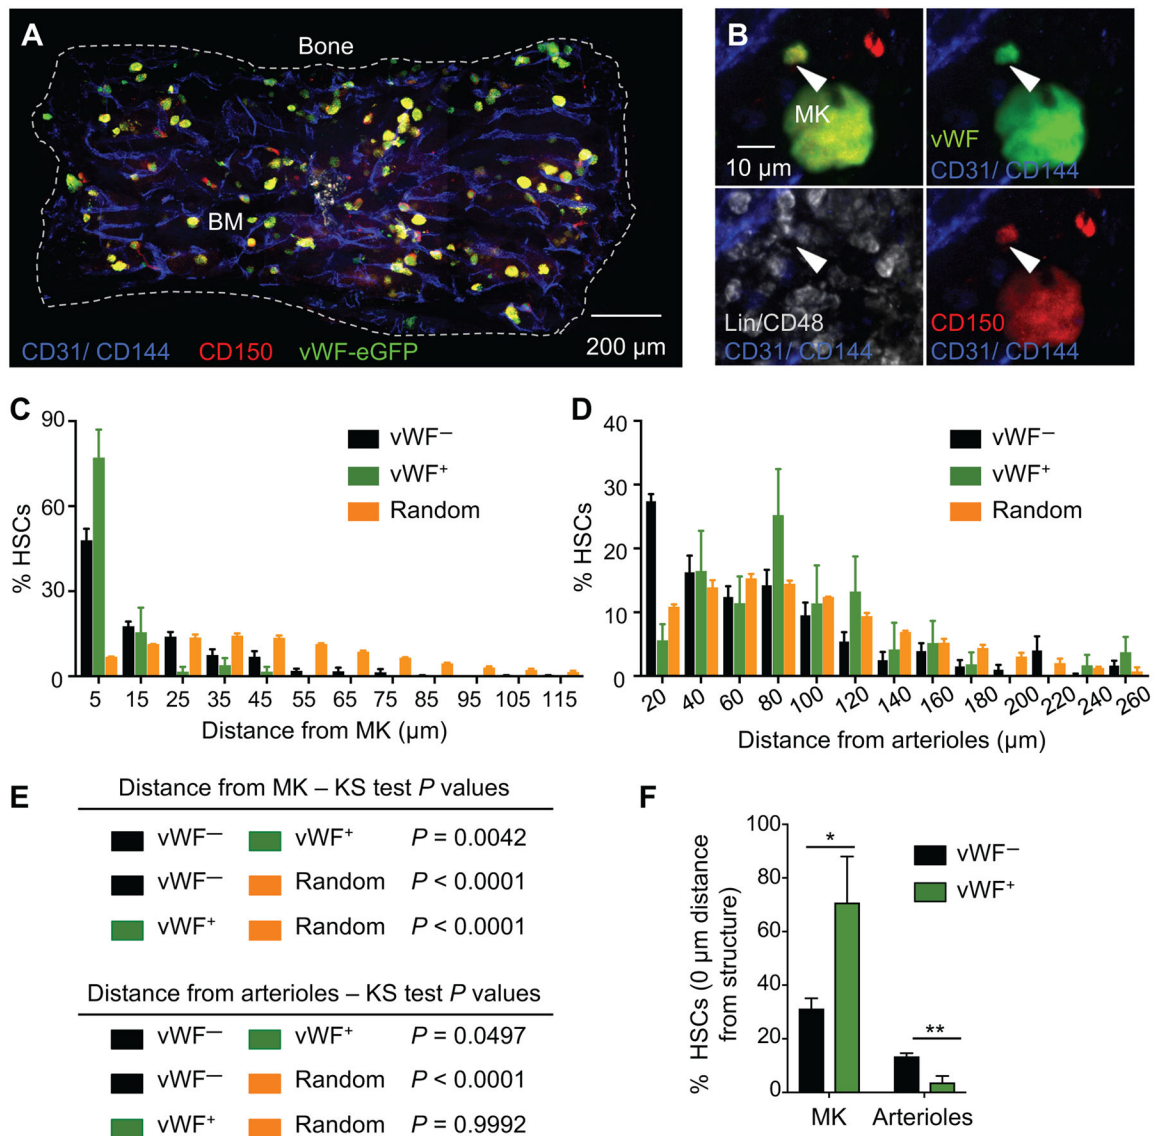 A
Bone
BM
200 µm
CD31/ CD144 CD150 vWF-eGFP
B
MK
10 µm
vWF
CD31/ CD144
Lin/CD48
CD31/ CD144
CD150
CD31/ CD144
C
90
60
30
0
% HSCs
vWF—
vWF+
Random
5 15 25 35 45 55 65 75 85 95 105 115
Distance from MK (µm)
D
40
30
20
10
0
% HSCs
vWF—
vWF+
Random
20 40 60 80 100 120 140 160 180 200 220 240 260
Distance from arterioles (µm)
E
Distance from MK – KS test P values
vWF— vWF+ P = 0.0042
vWF— Random P < 0.0001
vWF+ Random P < 0.0001
Distance from arterioles – KS test P values
vWF— vWF+ P = 0.0497
vWF— Random P < 0.0001
vWF+ Random P = 0.9992
F
100
80
60
40
20
0
% HSCs (0 µm distance
from structure)
*
**
vWF–
vWF+
MK Arterioles